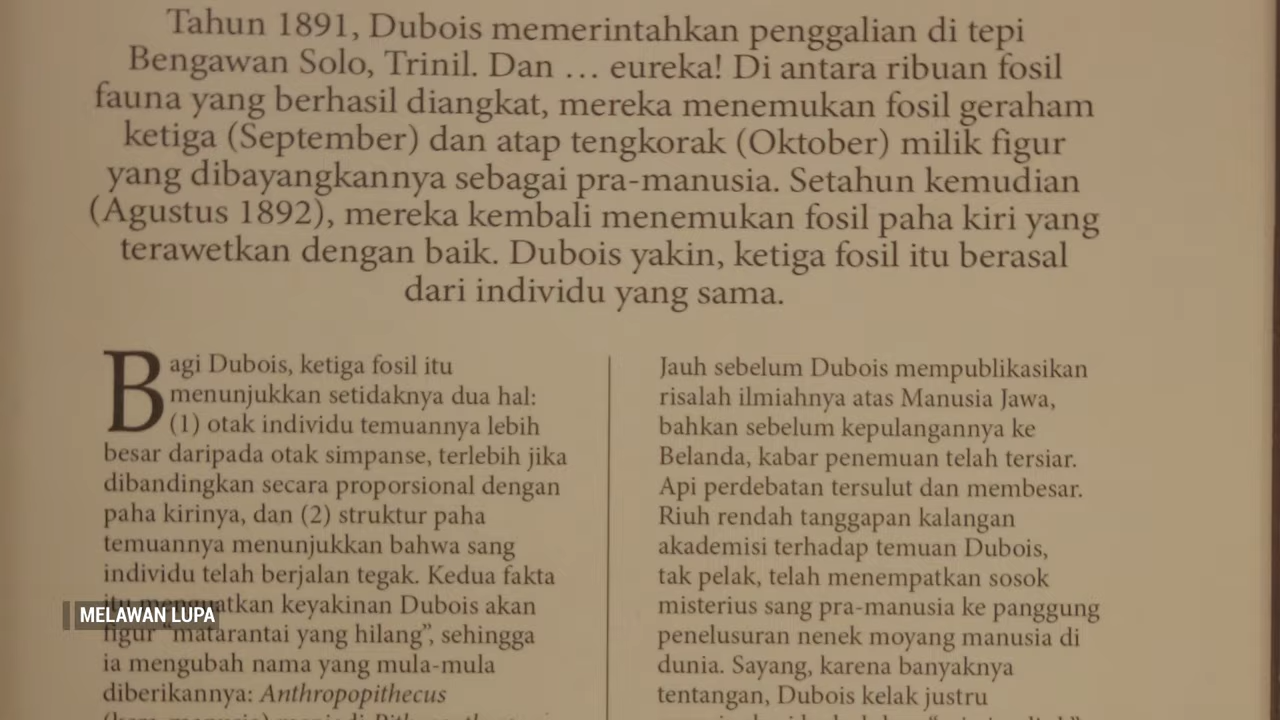 Tahun 1891, Dubois memerintahkan penggalian di tepi
Bengawan Solo, Trinil. Dan … eureka! Di antara ribuan fosil
fauna yang berhasil diangkat, mereka menemukan fosil geraham
ketiga (September) dan atap tengkorak (Oktober) milik figur
yang dibayangkannya sebagai pra-manusia. Setahun kemudian
(Agustus 1892), mereka kembali menemukan fosil paha kiri yang
terawetkan dengan baik. Dubois yakin, ketiga fosil itu berasal
dari individu yang sama.
Bagi Dubois, ketiga fosil itu
menunjukkan setidaknya dua hal:
(1) otak individu temuannya lebih
besar daripada otak simpanse, terlebih jika
dibandingkan secara proporsional dengan
paha kirinya, dan (2) struktur paha
temuannya menunjukkan bahwa sang
individu telah berjalan tegak. Kedua fakta
itu menguatkan keyakinan Dubois akan
figur “matarantai yang hilang”, sehingga
ia mengubah nama yang mula-mula
diberikannya: Anthropopithecus
Jauh sebelum Dubois mempublikasikan
risalah ilmiahnya atas Manusia Jawa,
bahkan sebelum kepulangannya ke
Belanda, kabar penemuan telah tersiar.
Api perdebatan tersulut dan membesar.
Riuh rendah tanggapan kalangan
akademisi terhadap temuan Dubois,
tak pelak, telah menempatkan sosok
misterius sang pra-manusia ke panggung
penelusuran nenek moyang manusia di
dunia. Sayang, karena banyaknya
tentangan, Dubois kelak justru
MELAWAN LUPA